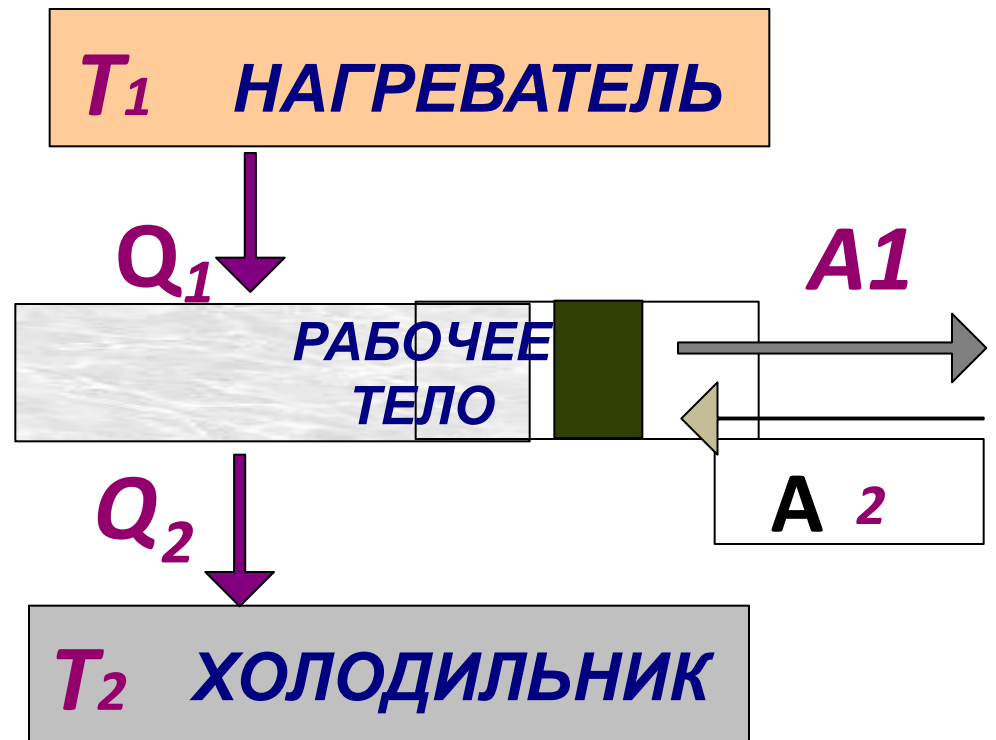 T1 НАГРЕВАТЕЛЬ
Q1
A1
РАБОЧЕЕ
ТЕЛО
Q2
А 2
T2 ХОЛОДИЛЬНИК